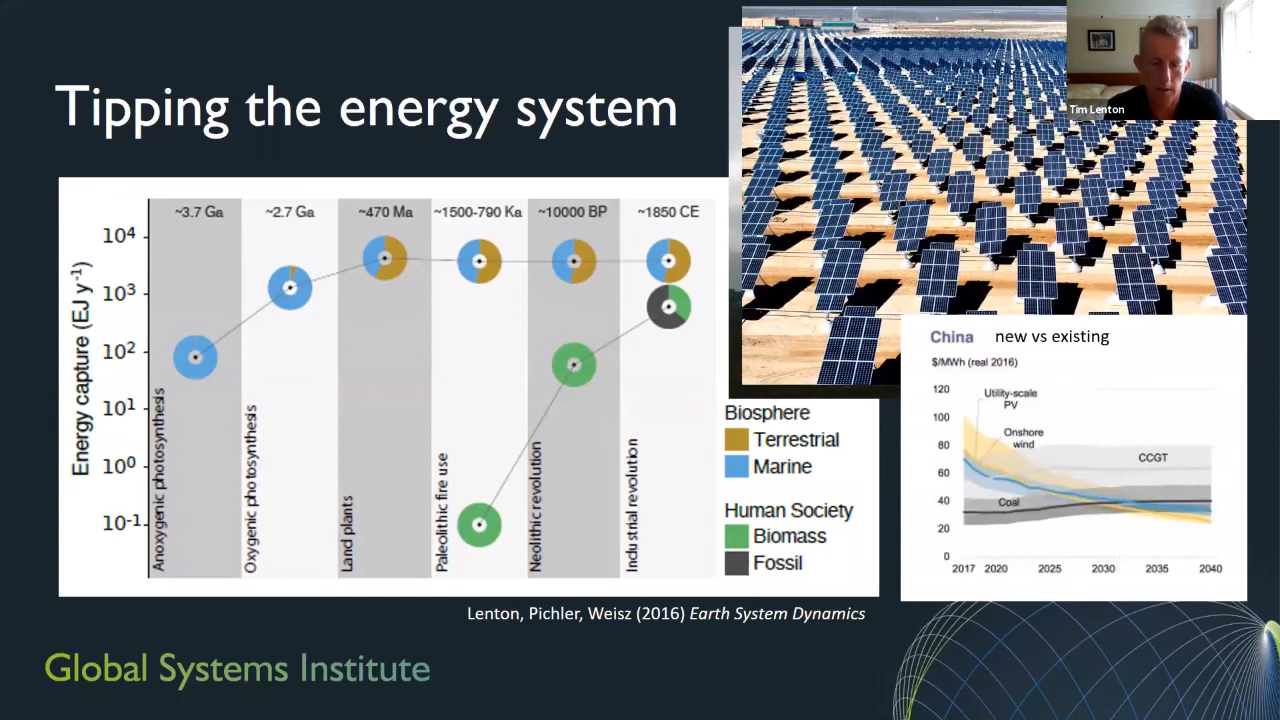 Tipping the energy system
Tim Lenton
~3.7 Ga
~2.7 Ga
~470 Ma
~1500-790 Ka
~10000 BP
~1850 CE
Energy capture (EJ y-1)
10⁴
10³
10²
10¹
10⁰
10-1
Anoxygenic photosynthesis
Oxygenic photosynthesis
Land plants
Paleolithic fire use
Neolithic revolution
Industrial revolution
Biosphere
Terrestrial
Marine
Human Society
Biomass
Fossil
China new vs existing
$/MWh (real 2016)
120
100
80
60
40
20
0
Utility-scale
PV
Onshore
wind
CCGT
Coal
2017 2020 2025 2030 2035 2040
Lenton, Pichler, Weisz (2016) Earth System Dynamics
Global Systems Institute